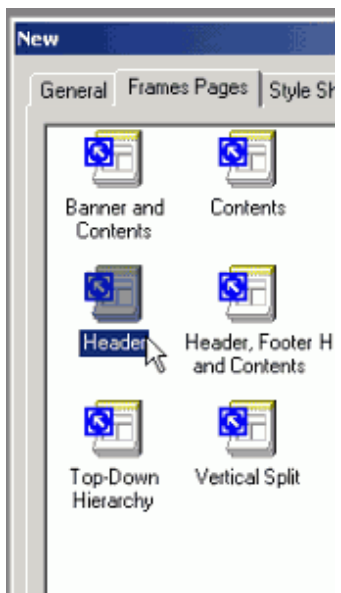 New
General Frames Pages Style Sh
Banner and Contents
Contents Contents
Header Header, Footer H
and Contents
Top-Down Vertical Split
Hierarchy